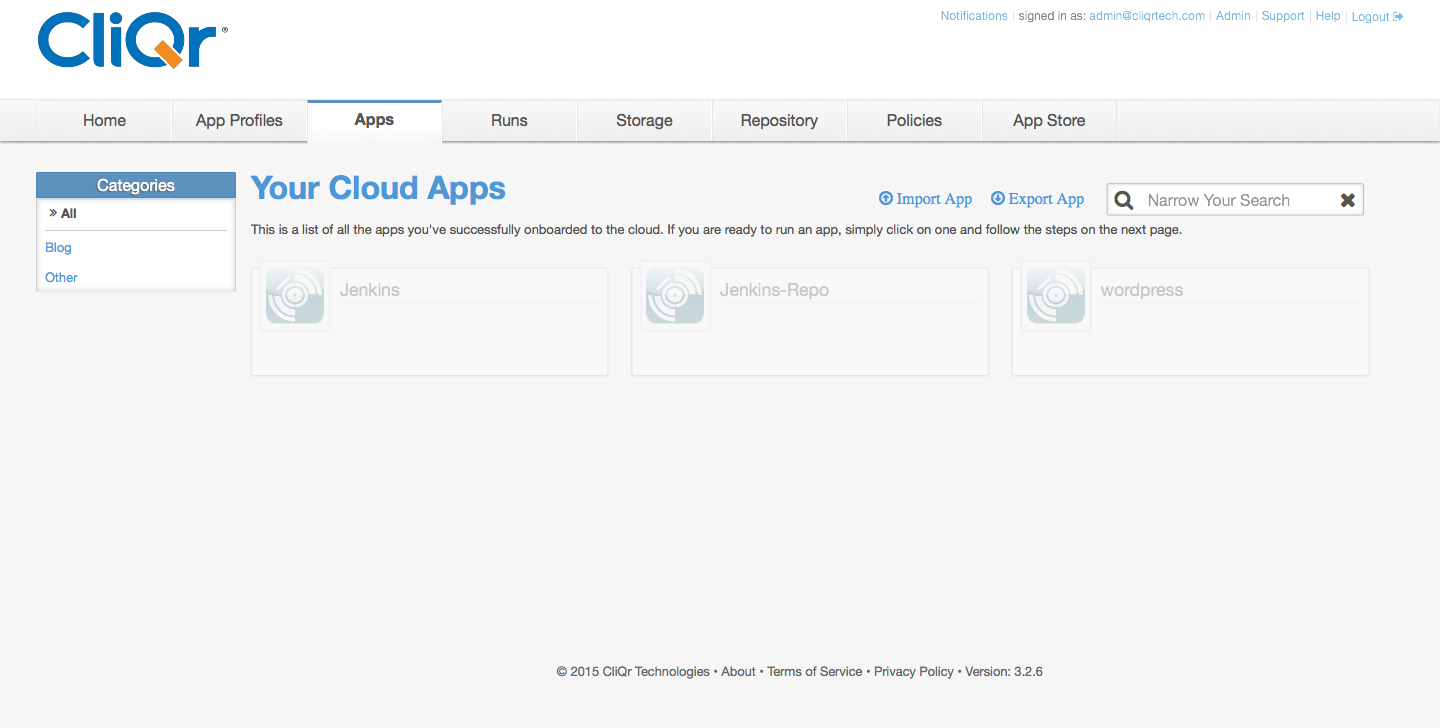 CliQr ®
Notifications signed in as: admin@cliqrtech.com Admin Support Help Logout
Home App Profiles Apps Runs Storage Repository Policies App Store
Categories
» All
Blog
Other
Your Cloud Apps
Import App Export App Narrow Your Search
This is a list of all the apps you've successfully onboarded to the cloud. If you are ready to run an app, simply click on one and follow the steps on the next page.
Jenkins
Jenkins-Repo
wordpress
© 2015 CliQr Technologies • About • Terms of Service • Privacy Policy • Version: 3.2.6